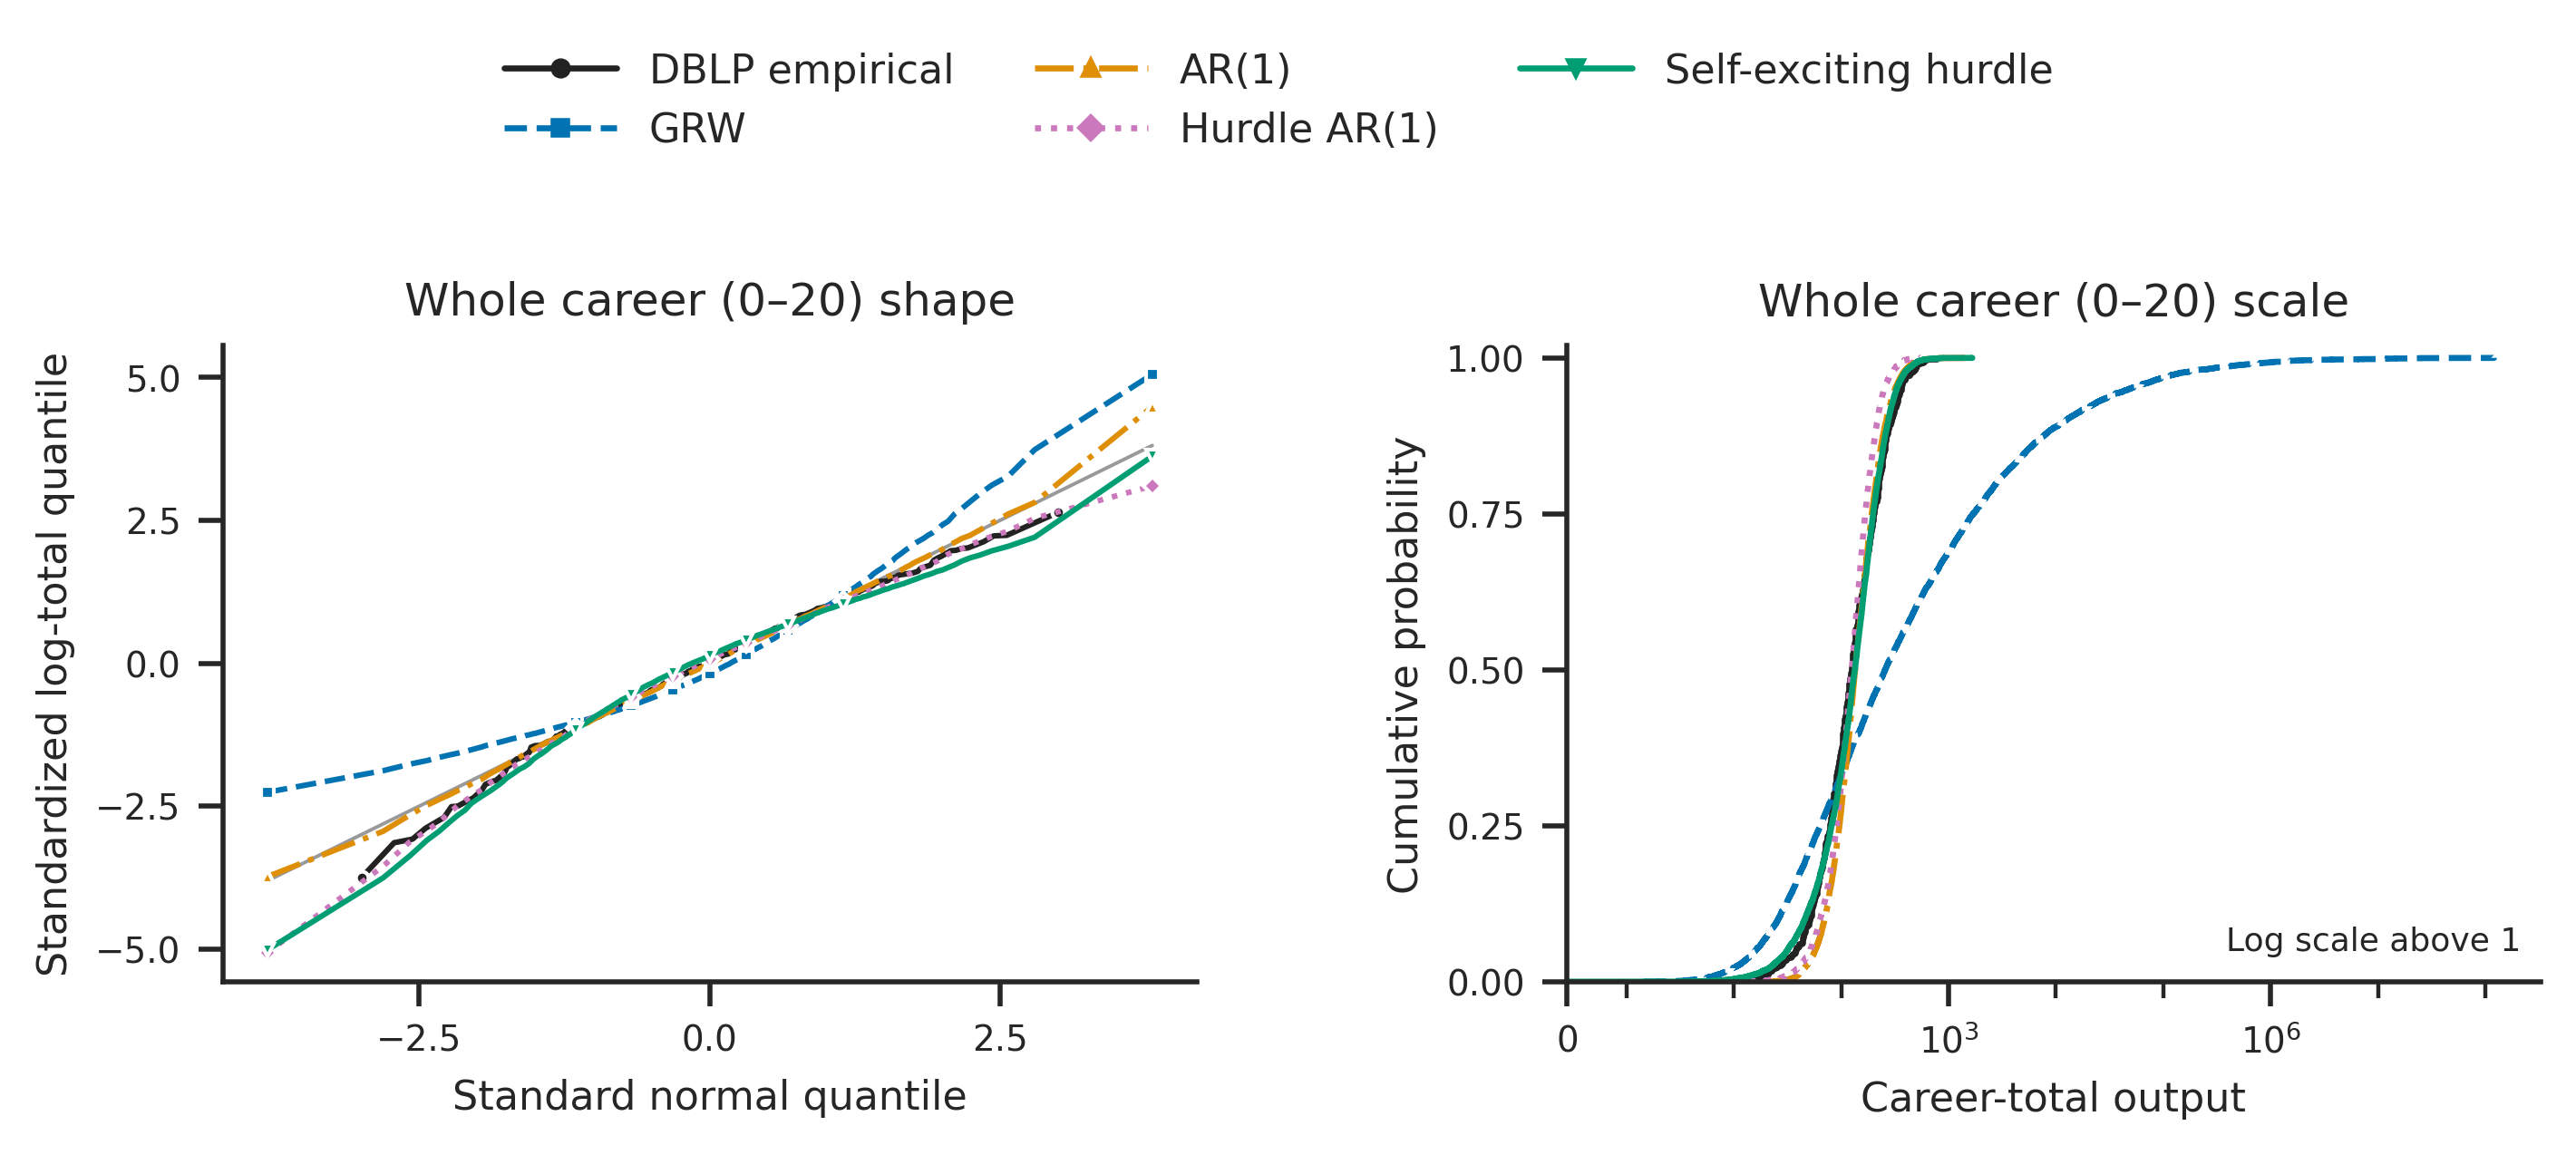 DBLP empirical
GRW
AR(1)
Hurdle AR(1)
Self-exciting hurdle
Whole career (0–20) shape
Standardized log-total quantile
5.0
2.5
0.0
−2.5
−5.0
−2.5
0.0
2.5
Standard normal quantile
Whole career (0–20) scale
Cumulative probability
1.00
0.75
0.50
0.25
0.00
Log scale above 1
0
10³
10⁶
Career-total output